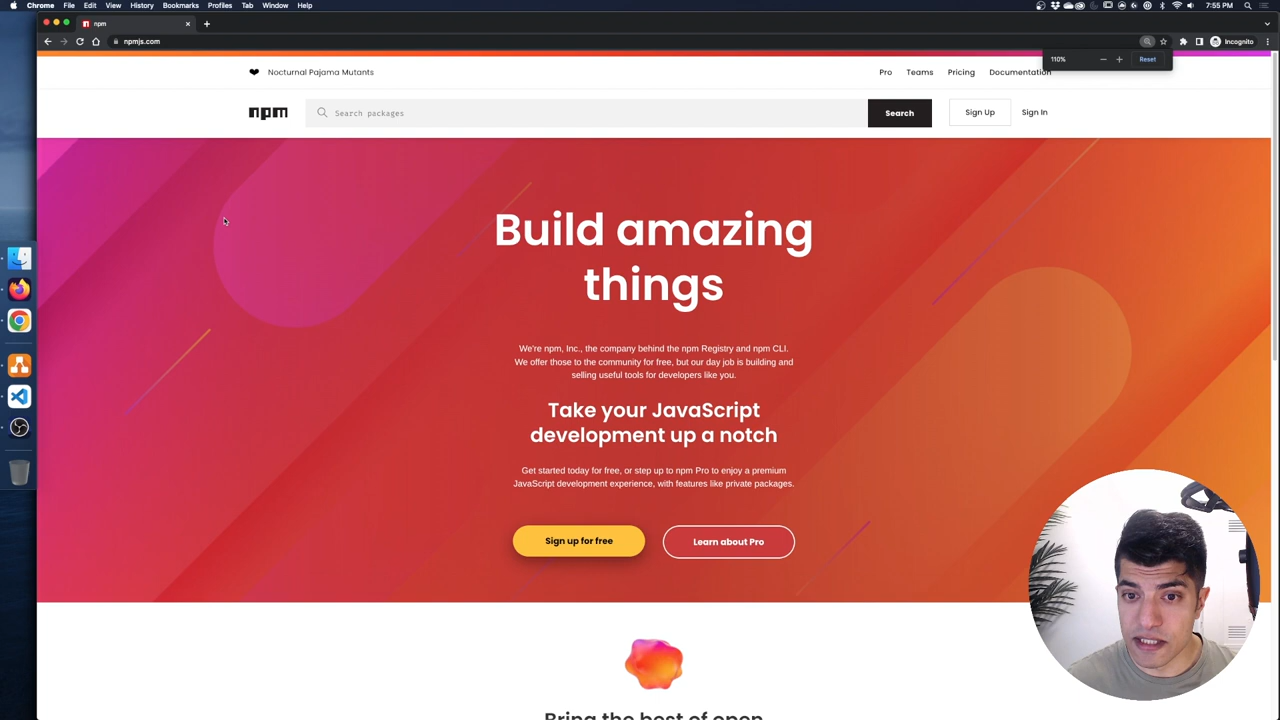 Chrome File Edit View History Bookmarks Profiles Tab Window Help 7:55 PM
npm
npmjs.com Incognito
110% Reset
Nocturnal Pajama Mutants Pro Teams Pricing Documentation
npm Search packages Search Sign Up Sign In
Build amazing
things
We're npm, Inc., the company behind the npm Registry and npm CLI.
We offer those to the community for free, but our day job is building and
selling useful tools for developers like you.
Take your JavaScript
development up a notch
Get started today for free, or step up to npm Pro to enjoy a premium
JavaScript development experience, with features like private packages.
Sign up for free Learn about Pro
Bring the best of open